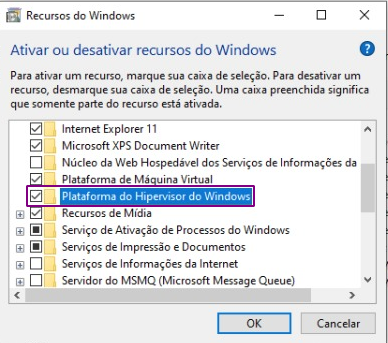 Recursos do Windows
Ativar ou desativar recursos do Windows
Para ativar um recurso, marque sua caixa de seleção. Para desativar um
recurso, desmarque sua caixa de seleção. Uma caixa preenchida significa
que somente parte do recurso está ativada.
Internet Explorer 11
Microsoft XPS Document Writer
Núcleo da Web Hospedável dos Serviços de Informações da
Plataforma de Máquina Virtual
Plataforma do Hipervisor do Windows
Recursos de Mídia
Serviço de Ativação de Processos do Windows
Serviços de Impressão e Documentos
Serviços de Informações da Internet
Servidor do MSMQ (Microsoft Message Queue)
OK
Cancelar